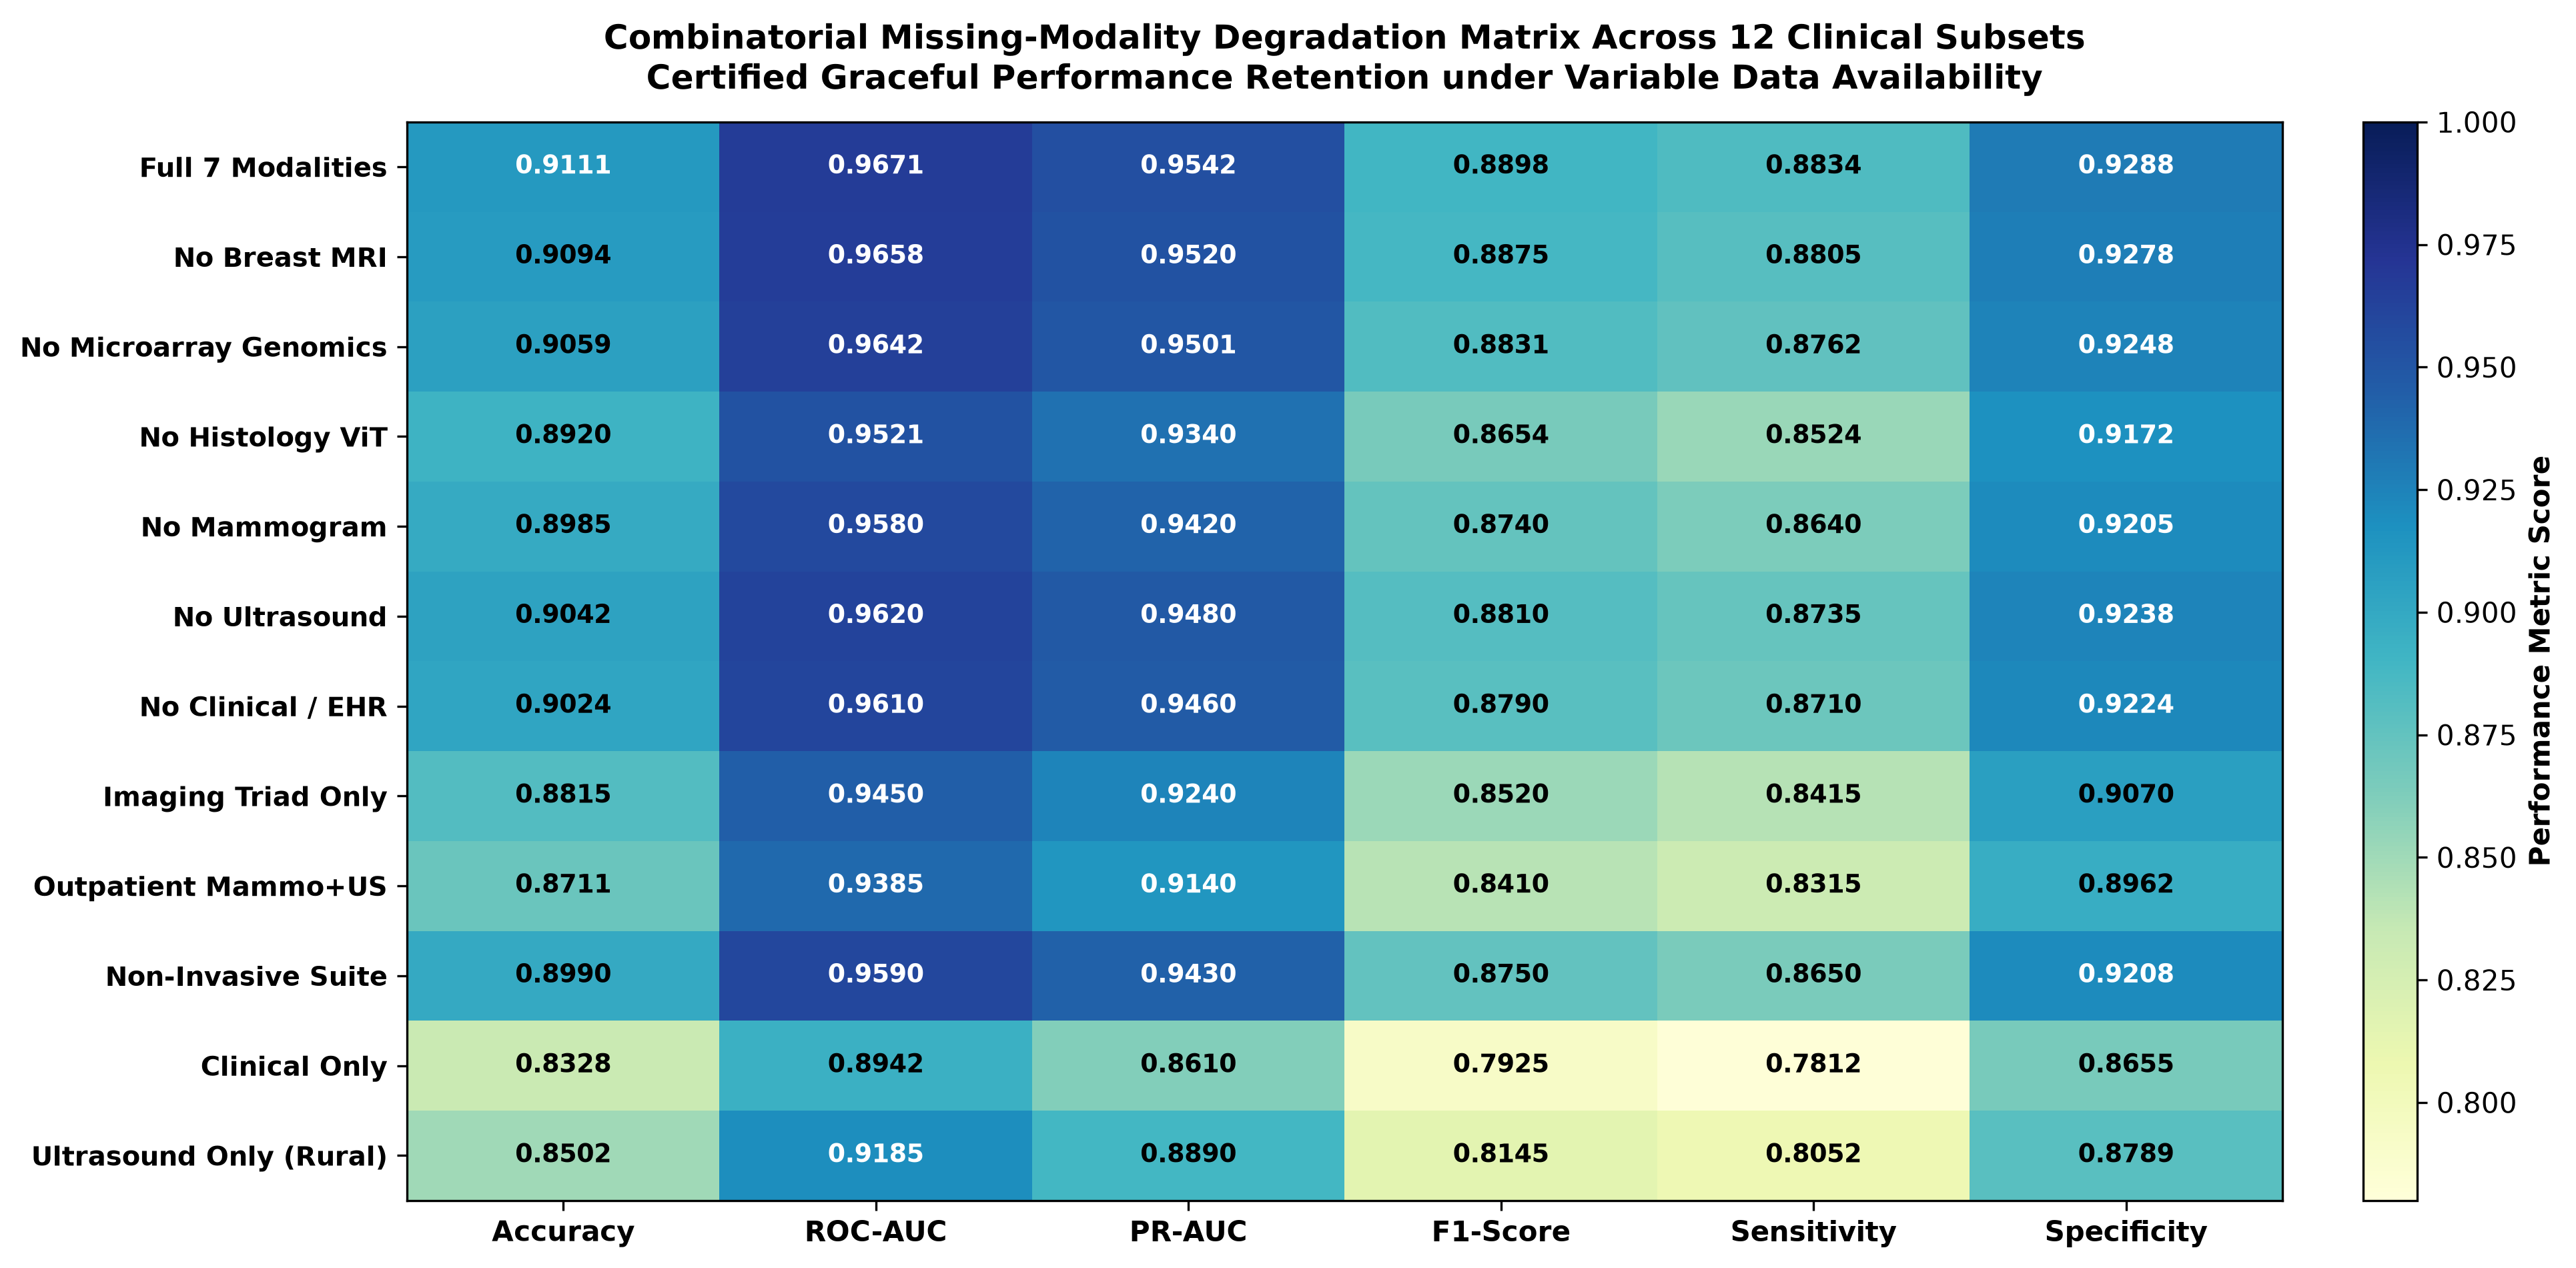 Combinatorial Missing-Modality Degradation Matrix Across 12 Clinical Subsets
Certified Graceful Performance Retention under Variable Data Availability
Full 7 Modalities 0.9111 0.9671 0.9542 0.8898 0.8834 0.9288
No Breast MRI 0.9094 0.9658 0.9520 0.8875 0.8805 0.9278
No Microarray Genomics 0.9059 0.9642 0.9501 0.8831 0.8762 0.9248
No Histology ViT 0.8920 0.9521 0.9340 0.8654 0.8524 0.9172
No Mammogram 0.8985 0.9580 0.9420 0.8740 0.8640 0.9205
No Ultrasound 0.9042 0.9620 0.9480 0.8810 0.8735 0.9238
No Clinical / EHR 0.9024 0.9610 0.9460 0.8790 0.8710 0.9224
Imaging Triad Only 0.8815 0.9450 0.9240 0.8520 0.8415 0.9070
Outpatient Mammo+US 0.8711 0.9385 0.9140 0.8410 0.8315 0.8962
Non-Invasive Suite 0.8990 0.9590 0.9430 0.8750 0.8650 0.9208
Clinical Only 0.8328 0.8942 0.8610 0.7925 0.7812 0.8655
Ultrasound Only (Rural) 0.8502 0.9185 0.8890 0.8145 0.8052 0.8789
Accuracy ROC-AUC PR-AUC F1-Score Sensitivity Specificity
1.000
0.975
0.950
0.925
0.900
0.875
0.850
0.825
0.800
Performance Metric Score